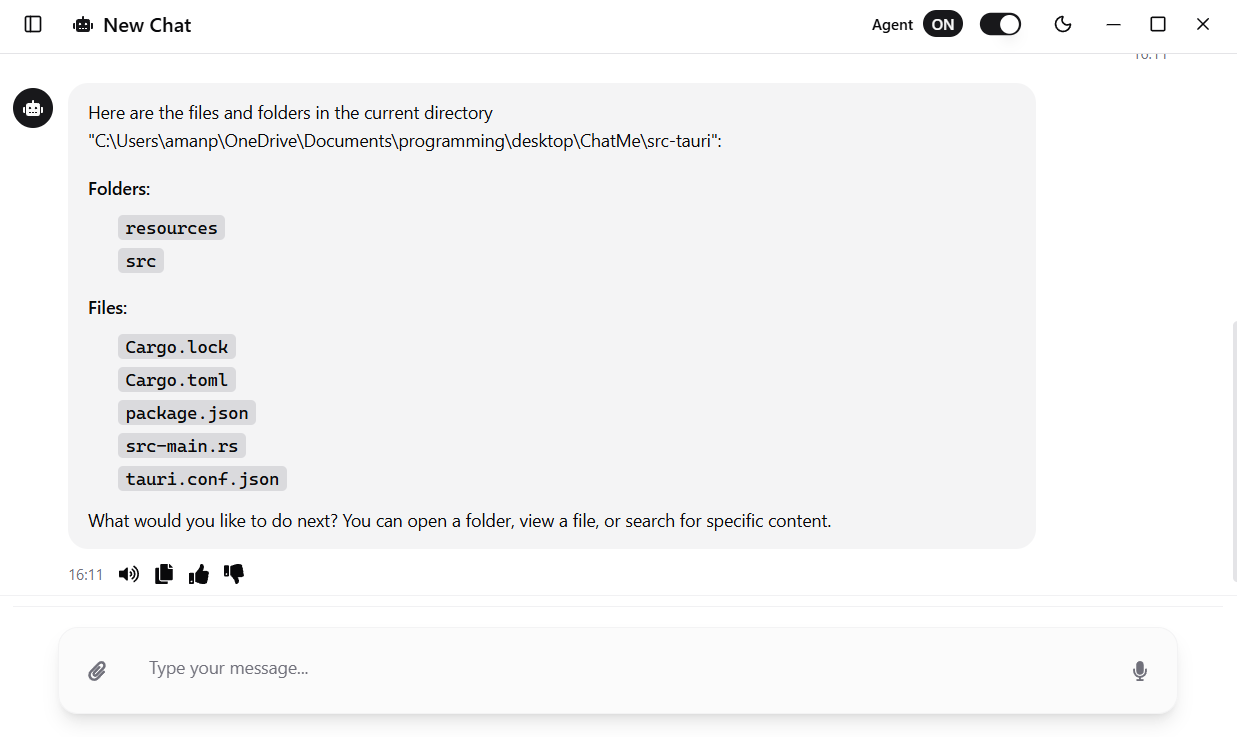 New Chat
Agent ON
16:11
Here are the files and folders in the current directory
"C:\Users\amanp\OneDrive\Documents\programming\desktop\ChatMe\src-tauri":
Folders:
resources
src
Files:
Cargo.lock
Cargo.toml
package.json
src-main.rs
tauri.conf.json
What would you like to do next? You can open a folder, view a file, or search for specific content.
16:11
Type your message...